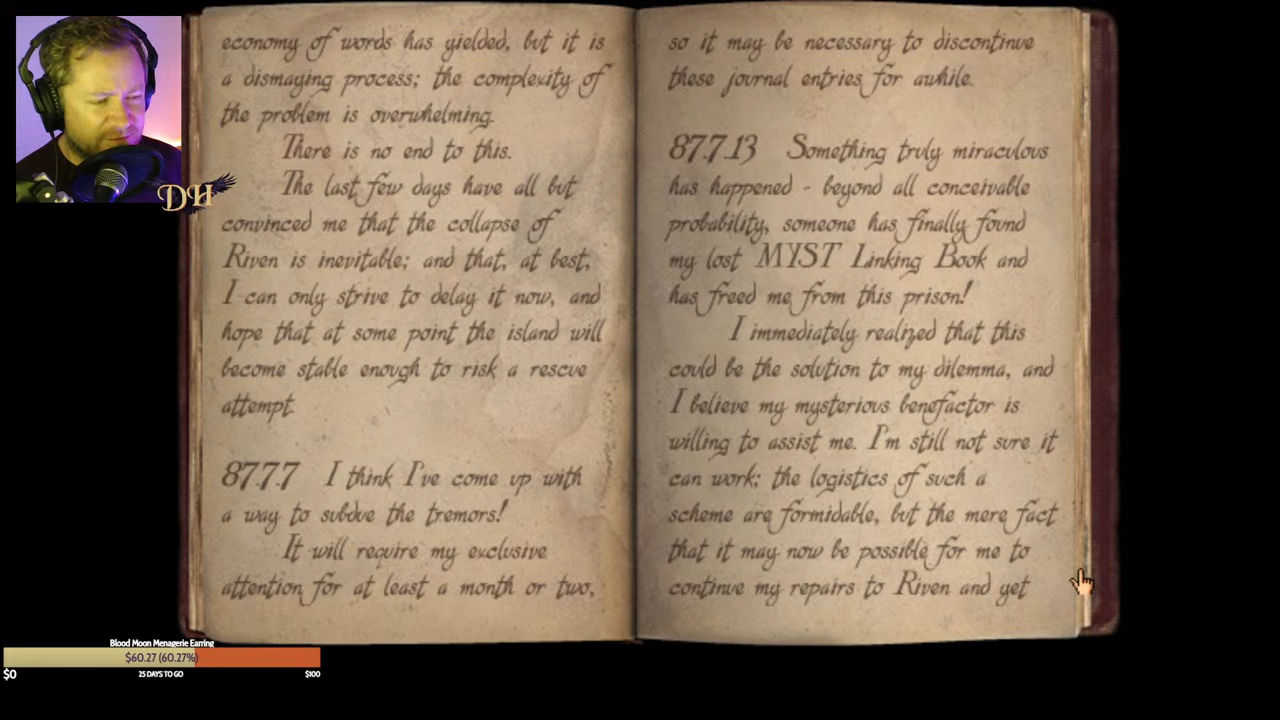 economy of words has yielded, but it is
a dismaying process; the complexity of
the problem is overwhelming.
There is no end to this.
The last few days have all but
convinced me that the collapse of
Riven is inevitable; and that, at best,
I can only strive to delay it now, and
hope that at some point the island will
become stable enough to risk a rescue
attempt.
87.7.7 I think I've come up with
a way to subdue the tremors!
It will require my exclusive
attention for at least a month or two,
so it may be necessary to discontinue
these journal entries for awhile.
87.7.13 Something truly miraculous
has happened - beyond all conceivable
probability, someone has finally found
my lost MYST Linking Book and
has freed me from this prison!
I immediately realized that this
could be the solution to my dilemma, and
I believe my mysterious benefactor is
willing to assist me. I'm still not sure it
can work; the logistics of such a
scheme are formidable, but the mere fact
that it may now be possible for me to
continue my repairs to Riven and yet
DH
Blood Moon Menagerie Earring
$60.27 (60.27%)
$0 25 DAYS TO GO $100